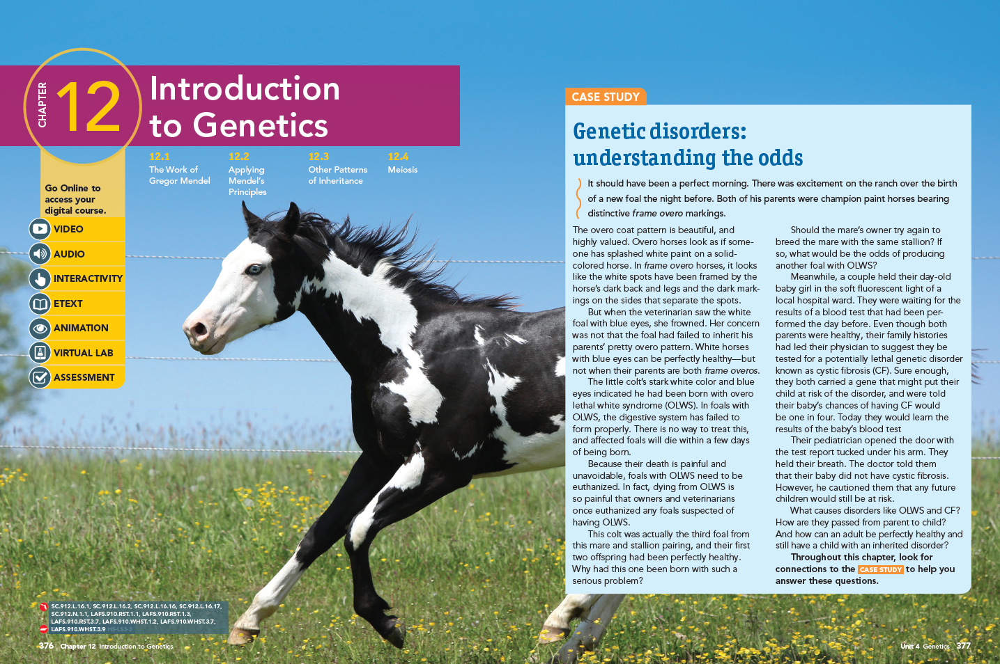 CHAPTER
12
Introduction
to Genetics
12.1
The Work of
Gregor Mendel
12.2
Applying
Mendel's
Principles
12.3
Other Patterns
of Inheritance
12.4
Meiosis
Go Online to
access your
digital course.
VIDEO
AUDIO
INTERACTIVITY
ETEXT
ANIMATION
VIRTUAL LAB
ASSESSMENT
SC.912.L.16.1, SC.912.L.16.2, SC.912.L.16.16, SC.912.L.16.17,
SC.912.N.1.1, LAFS.910.RST.1.1, LAFS.910.RST.1.3,
LAFS.910.RST.3.7, LAFS.910.WHST.1.2, LAFS.910.WHST.3.7,
LAFS.910.WHST.3.9 HS-LS3-3
376 Chapter 12 Introduction to Genetics
CASE STUDY
Genetic disorders:
understanding the odds
It should have been a perfect morning. There was excitement on the ranch over the birth
of a new foal the night before. Both of his parents were champion paint horses bearing
distinctive frame overo markings.
The overo coat pattern is beautiful, and
highly valued. Overo horses look as if some-
one has splashed white paint on a solid-
colored horse. In frame overo horses, it looks
like the white spots have been framed by the
horse's dark back and legs and the dark mark-
ings on the sides that separate the spots.
But when the veterinarian saw the white
foal with blue eyes, she frowned. Her concern
was not that the foal had failed to inherit his
parents' pretty overo pattern. White horses
with blue eyes can be perfectly healthy—but
not when their parents are both frame overos.
The little colt's stark white color and blue
eyes indicated he had been born with overo
lethal white syndrome (OLWS). In foals with
OLWS, the digestive system has failed to
form properly. There is no way to treat this,
and affected foals will die within a few days
of being born.
Because their death is painful and
unavoidable, foals with OLWS need to be
euthanized. In fact, dying from OLWS is
so painful that owners and veterinarians
once euthanized any foals suspected of
having OLWS.
This colt was actually the third foal from
this mare and stallion pairing, and their first
two offspring had been perfectly healthy.
Why had this one been born with such a
serious problem?
Should the mare's owner try again to
breed the mare with the same stallion? If
so, what would be the odds of producing
another foal with OLWS?
Meanwhile, a couple held their day-old
baby girl in the soft fluorescent light of a
local hospital ward. They were waiting for the
results of a blood test that had been per-
formed the day before. Even though both
parents were healthy, their family histories
had led their physician to suggest they be
tested for a potentially lethal genetic disorder
known as cystic fibrosis (CF). Sure enough,
they both carried a gene that might put their
child at risk of the disorder, and were told
their baby's chances of having CF would
be one in four. Today they would learn the
results of the baby's blood test
Their pediatrician opened the door with
the test report tucked under his arm. They
held their breath. The doctor told them
that their baby did not have cystic fibrosis.
However, he cautioned them that any future
children would still be at risk.
What causes disorders like OLWS and CF?
How are they passed from parent to child?
And how can an adult be perfectly healthy and
still have a child with an inherited disorder?
Throughout this chapter, look for
connections to the CASE STUDY to help you
answer these questions.
Unit 4 Genetics 377